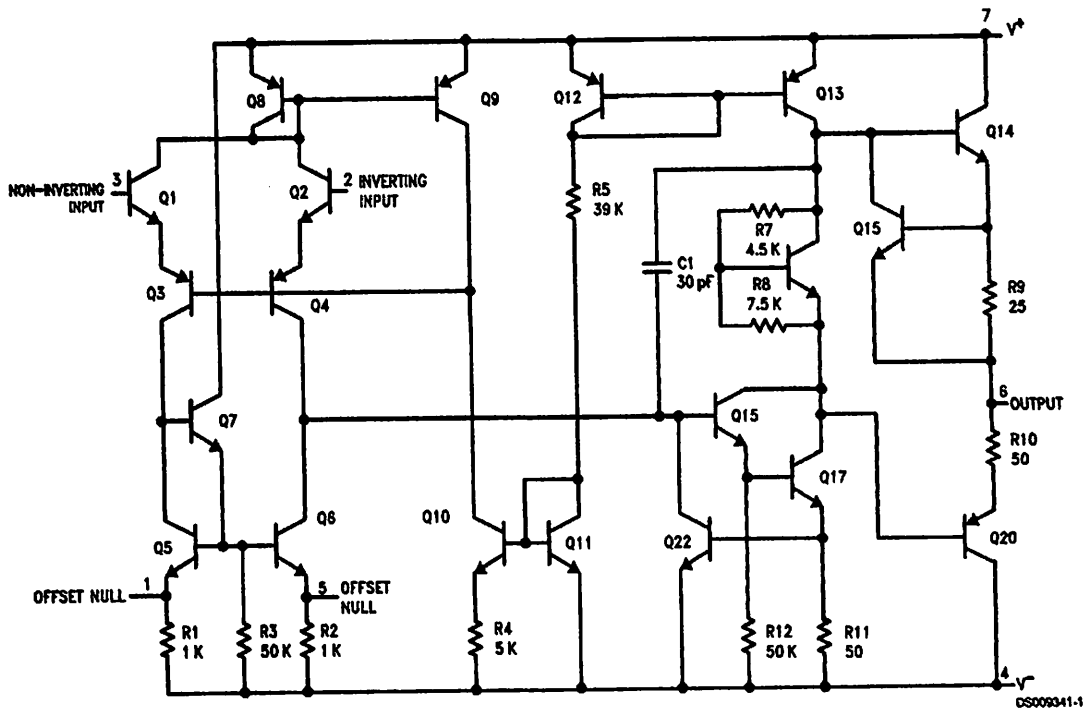 7
V+
Q8
Q9
Q12
Q13
Q14
NON-INVERTING
INPUT
3
Q1
Q2
2
INVERTING
INPUT
R5
39 K
R7
4.5 K
Q15
C1
30 pF
R8
7.5 K
R9
25
Q3
Q4
6
OUTPUT
Q7
Q15
R10
50
Q17
Q5
Q6
Q10
Q11
Q22
Q20
OFFSET NULL
1
5
OFFSET
NULL
R1
1 K
R3
50 K
R2
1 K
R4
5 K
R12
50 K
R11
50
4
V-
DS009341-1